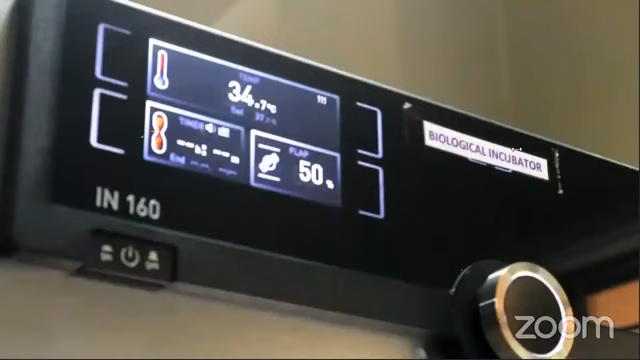 TEMP
34.7°C
Set
TIMER
--:--
End
FLAP
50 %
BIOLOGICAL INCUBATOR
IN 160
zoom